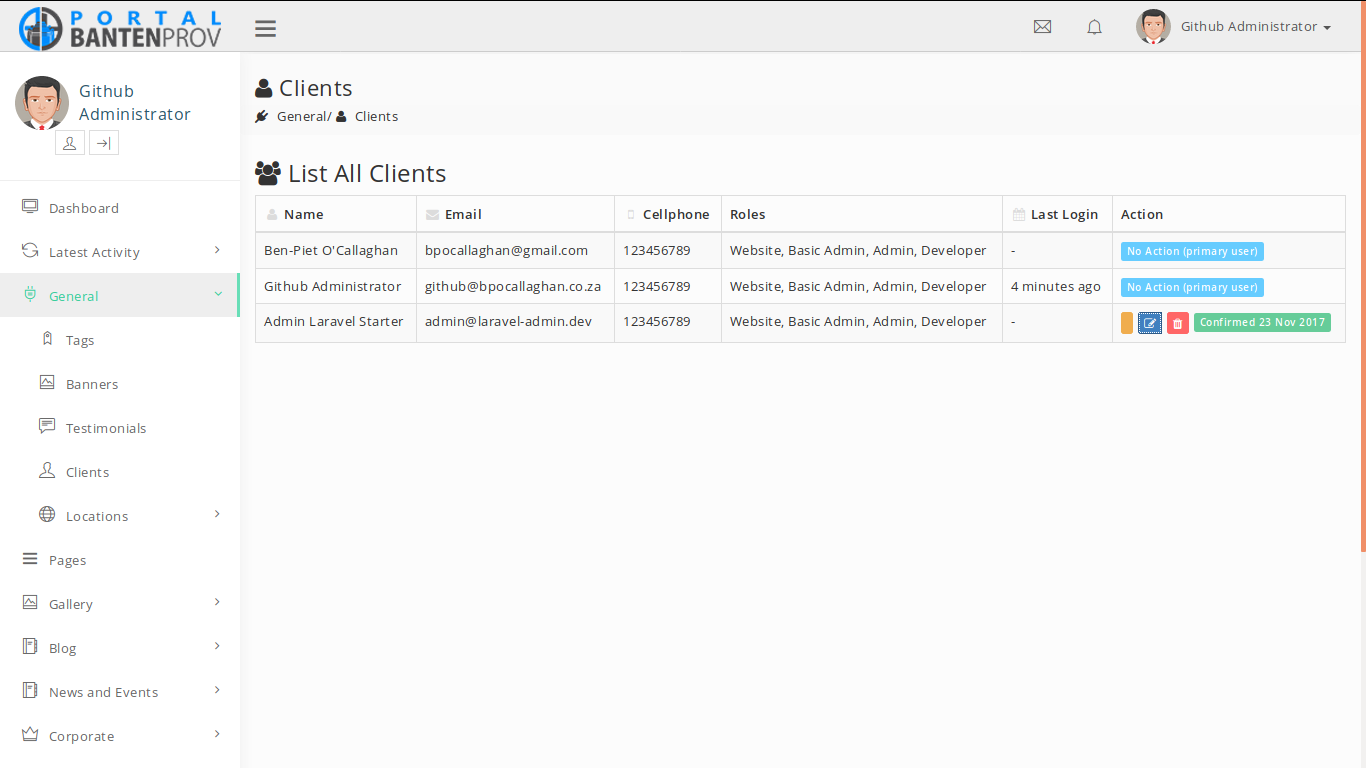 PORTAL
BANTENPROV
Github Administrator
Github
Administrator
Dashboard
Latest Activity
General
Tags
Banners
Testimonials
Clients
Locations
Pages
Gallery
Blog
News and Events
Corporate
Clients
General/ Clients
List All Clients
Name Email Cellphone Roles Last Login Action
Ben-Piet O'Callaghan bpocallaghan@gmail.com 123456789 Website, Basic Admin, Admin, Developer - No Action (primary user)
Github Administrator github@bpocallaghan.co.za 123456789 Website, Basic Admin, Admin, Developer 4 minutes ago No Action (primary user)
Admin Laravel Starter admin@laravel-admin.dev 123456789 Website, Basic Admin, Admin, Developer - Confirmed 23 Nov 2017